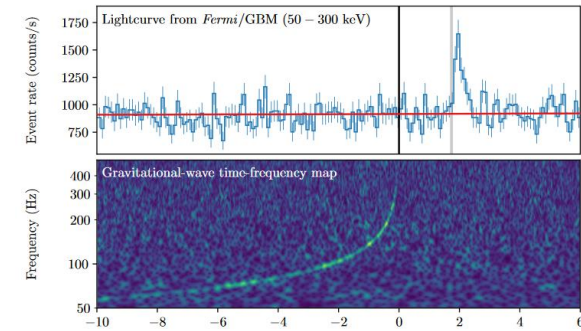 Lightcurve from Fermi/GBM (50 – 300 keV)
Event rate (counts/s)
1750
1500
1250
1000
750
Gravitational-wave time-frequency map
Frequency (Hz)
400
300
200
100
50
−10 −8 −6 −4 −2 0 2 4 6